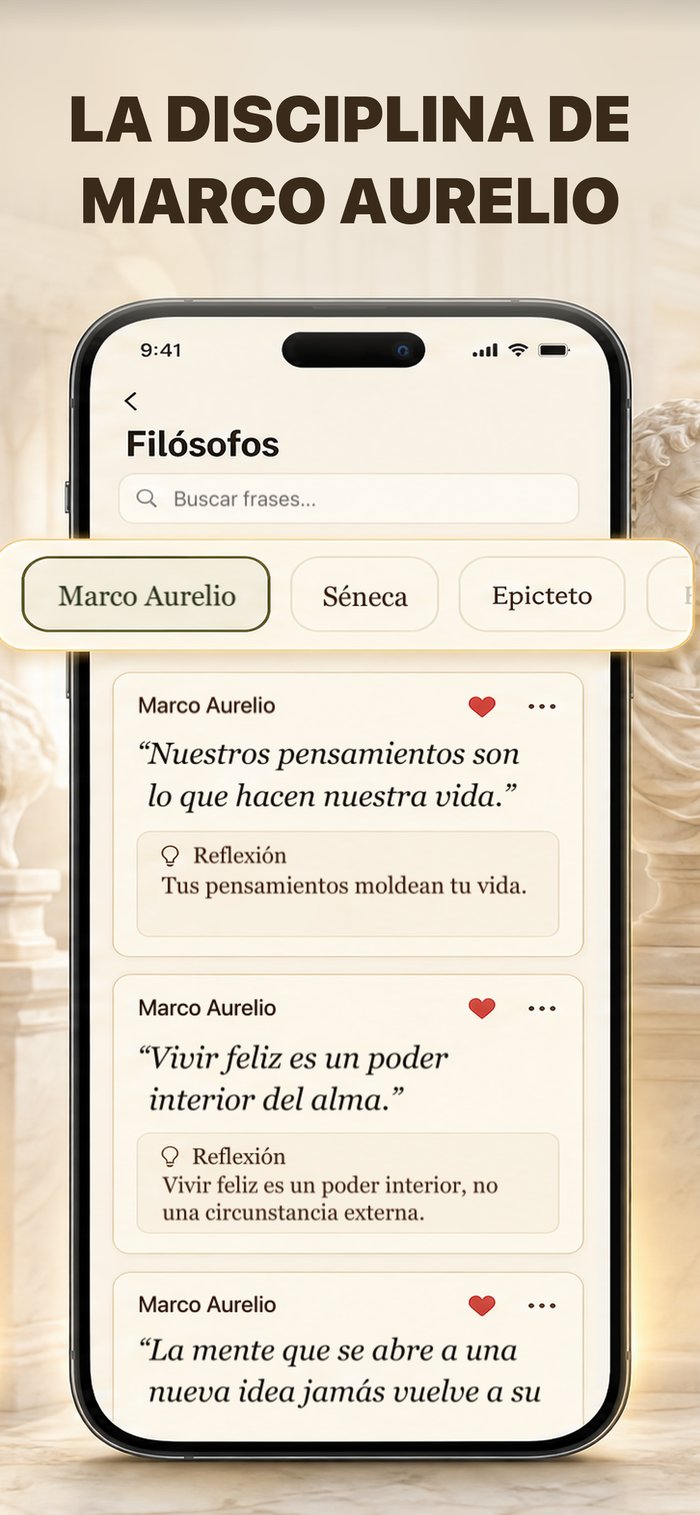 LA DISCIPLINA DE
MARCO AURELIO
9:41
Filósofos
Buscar frases...
Marco Aurelio
Séneca
Epicteto
Marco Aurelio
“Nuestros pensamientos son
lo que hacen nuestra vida.”
Reflexión
Tus pensamientos moldean tu vida.
Marco Aurelio
“Vivir feliz es un poder
interior del alma.”
Reflexión
Vivir feliz es un poder interior, no
una circunstancia externa.
Marco Aurelio
“La mente que se abre a una
nueva idea jamás vuelve a su